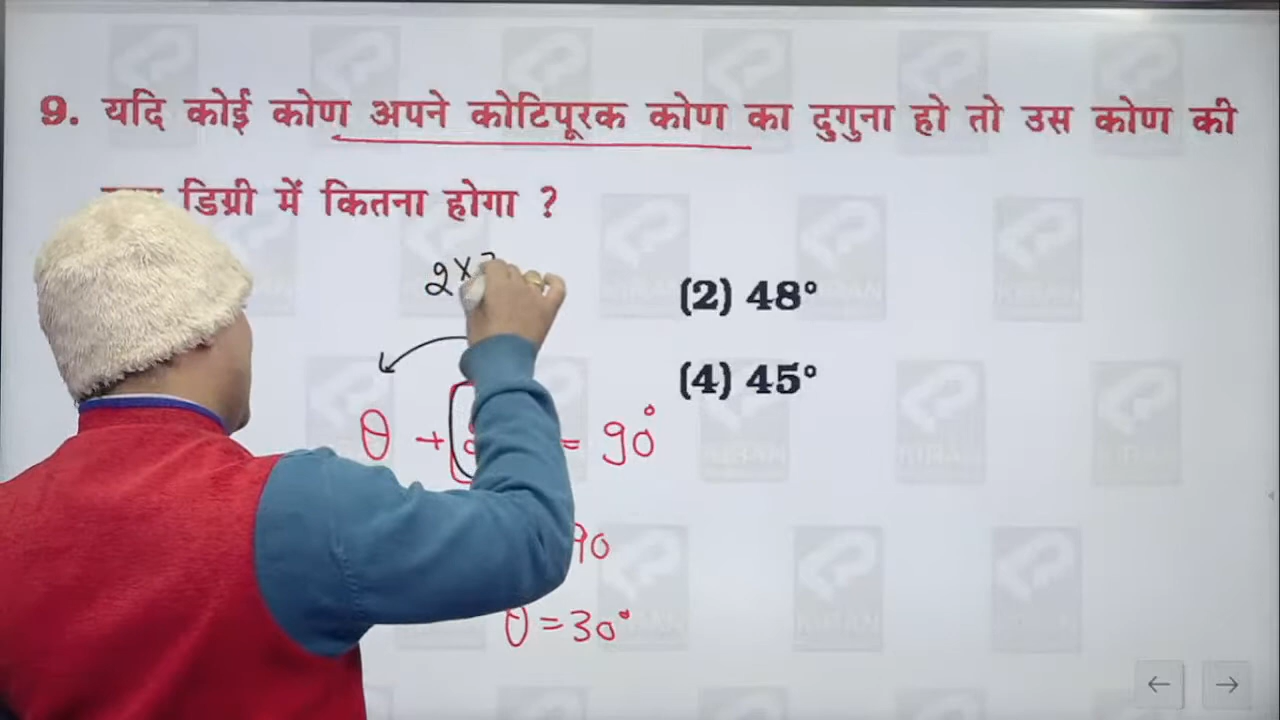 9. यदि कोई कोण अपने कोटिपूरक कोण का दुगुना हो तो उस कोण की
डिग्री में कितना होगा ?
2 ×
(2) 48°
(4) 45°
θ + = 90°
90
θ = 30°